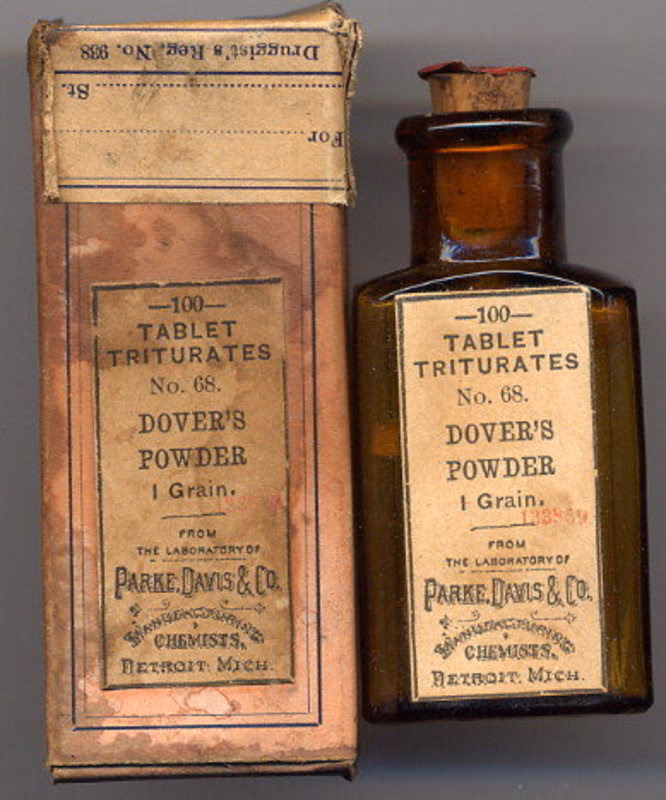 Druggist's Reg. No. 938
St.
For
—100—
TABLET
TRITURATES
No. 68.
DOVER'S
POWDER
1 Grain.
FROM
THE LABORATORY OF
PARKE, DAVIS & CO.
MANUFACTURING
CHEMISTS,
DETROIT, MICH.
—100—
TABLET
TRITURATES
No. 68.
DOVER'S
POWDER
1 Grain.
FROM
THE LABORATORY OF
PARKE, DAVIS & CO.
MANUFACTURING
CHEMISTS,
DETROIT, MICH.